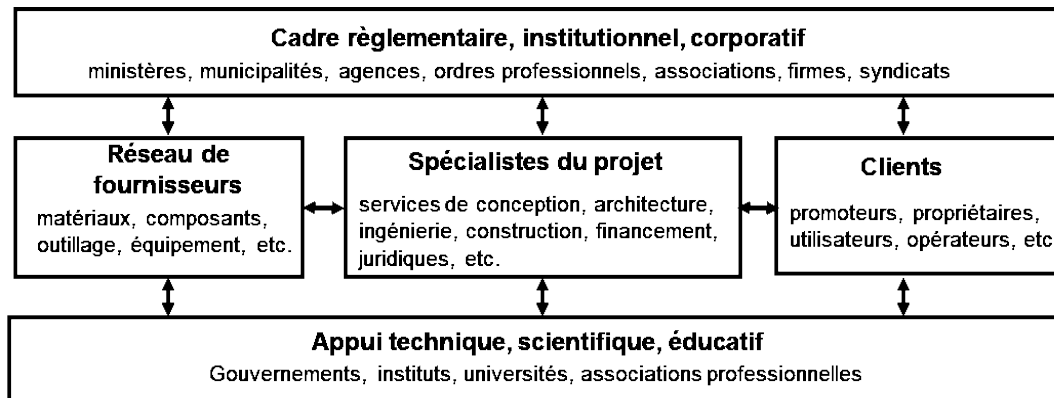 Cadre règlementaire, institutionnel, corporatif
ministères, municipalités, agences, ordres professionnels, associations, firmes, syndicats
Réseau de
fournisseurs
matériaux, composants,
outillage, équipement, etc.
Spécialistes du projet
services de conception, architecture,
ingénierie, construction, financement,
juridiques, etc.
Clients
promoteurs, propriétaires,
utilisateurs, opérateurs, etc
Appui technique, scientifique, éducatif
Gouvernements, instituts, universités, associations professionnelles